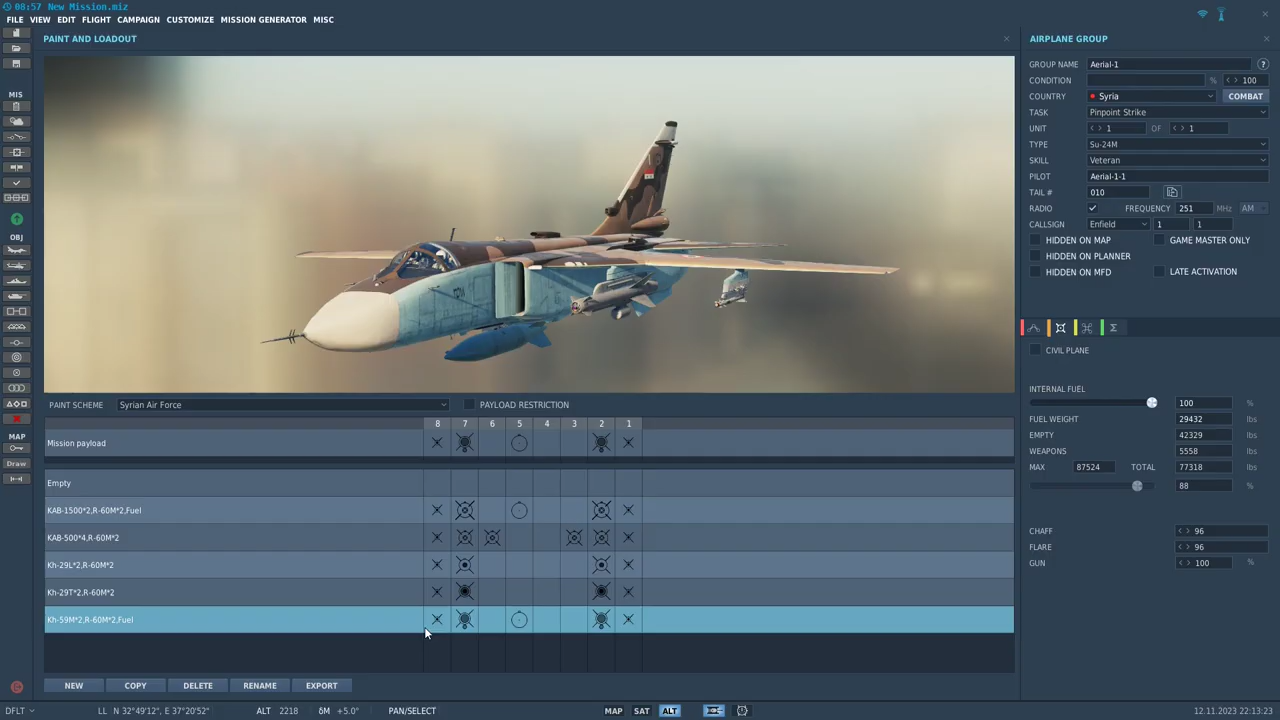 08:57 New Mission.miz
FILE VIEW EDIT FLIGHT CAMPAIGN CUSTOMIZE MISSION GENERATOR MISC
PAINT AND LOADOUT
AIRPLANE GROUP
GROUP NAME Aerial-1 ?
CONDITION % < > 100
COUNTRY Syria COMBAT
TASK Pinpoint Strike
UNIT < > 1 OF < > 1
TYPE Su-24M
SKILL Veteran
PILOT Aerial-1-1
TAIL # 010
RADIO FREQUENCY 251 MHz AM
CALLSIGN Enfield 1 1
HIDDEN ON MAP GAME MASTER ONLY
HIDDEN ON PLANNER
HIDDEN ON MFD LATE ACTIVATION
CIVIL PLANE
INTERNAL FUEL
100 %
FUEL WEIGHT 29432 lbs
EMPTY 42329 lbs
WEAPONS 5558 lbs
MAX 87524 TOTAL 77318 lbs
88 %
CHAFF < > 96
FLARE < > 96
GUN < > 100 %
MIS
OBJ
MAP
Draw
PAINT SCHEME Syrian Air Force PAYLOAD RESTRICTION
8 7 6 5 4 3 2 1
Mission payload
Empty
KAB-1500*2,R-60M*2,Fuel
KAB-500*4,R-60M*2
Kh-29L*2,R-60M*2
Kh-29T*2,R-60M*2
Kh-59M*2,R-60M*2,Fuel
NEW COPY DELETE RENAME EXPORT
DFLT LL N 32°49'12", E 37°20'52" ALT 2218 δM +5.0° PAN/SELECT MAP SAT ALT 12.11.2023 22:13:23